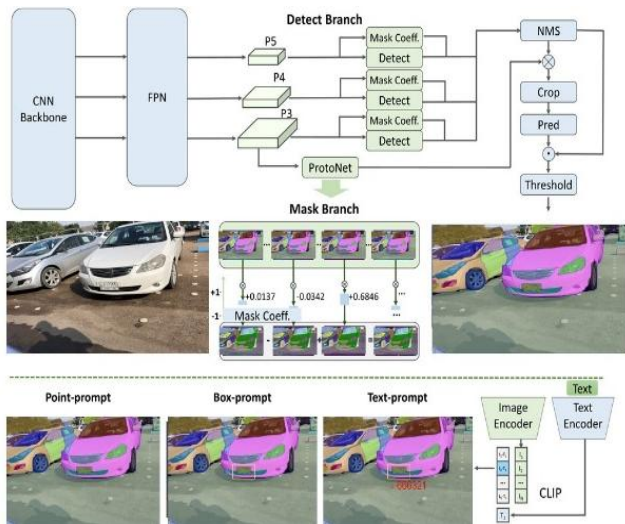 Detect Branch
P5
Mask Coeff.
Detect
NMS
P4
Mask Coeff.
Detect
Crop
CNN
Backbone
FPN
P3
Mask Coeff.
Detect
Pred
ProtoNet
Threshold
Mask Branch
+1
-1
+0.0137
-0.0342
+0.6846
...
Mask Coeff.
...
Text
Point-prompt
Box-prompt
Text-prompt
Image
Encoder
Text
Encoder
CLIP